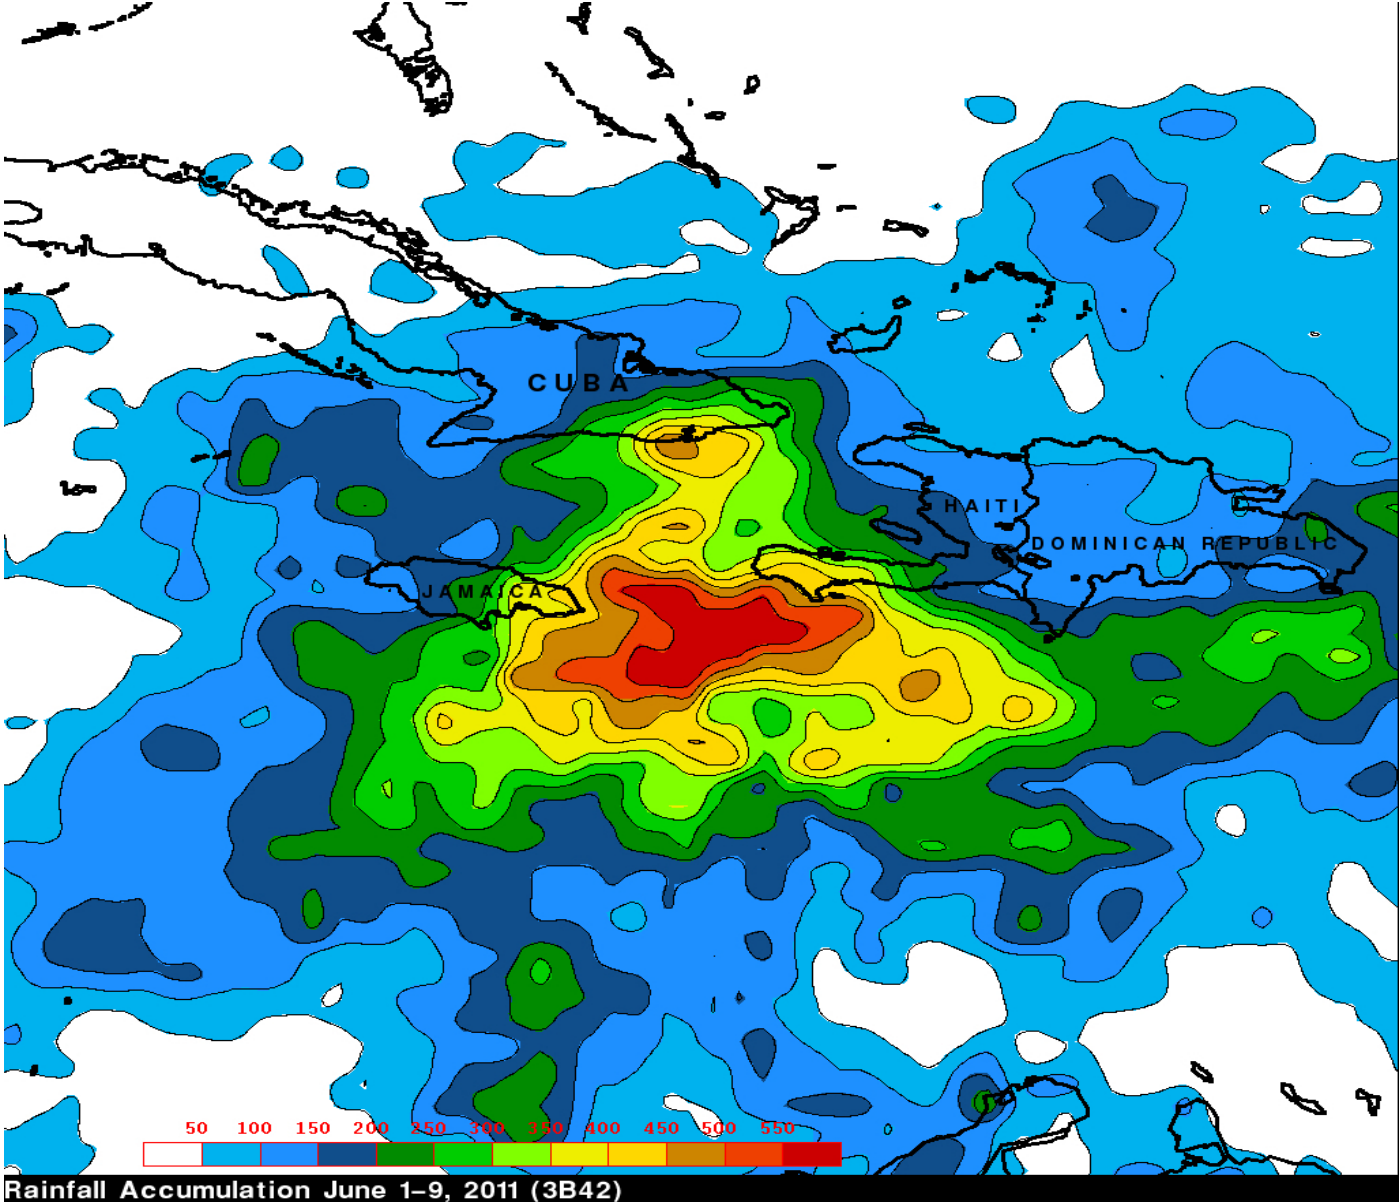 CUBA
HAITI
DOMINICAN REPUBLIC
JAMAICA
50 100 150 200 250 300 350 400 450 500 550
Rainfall Accumulation June 1–9, 2011 (3B42)